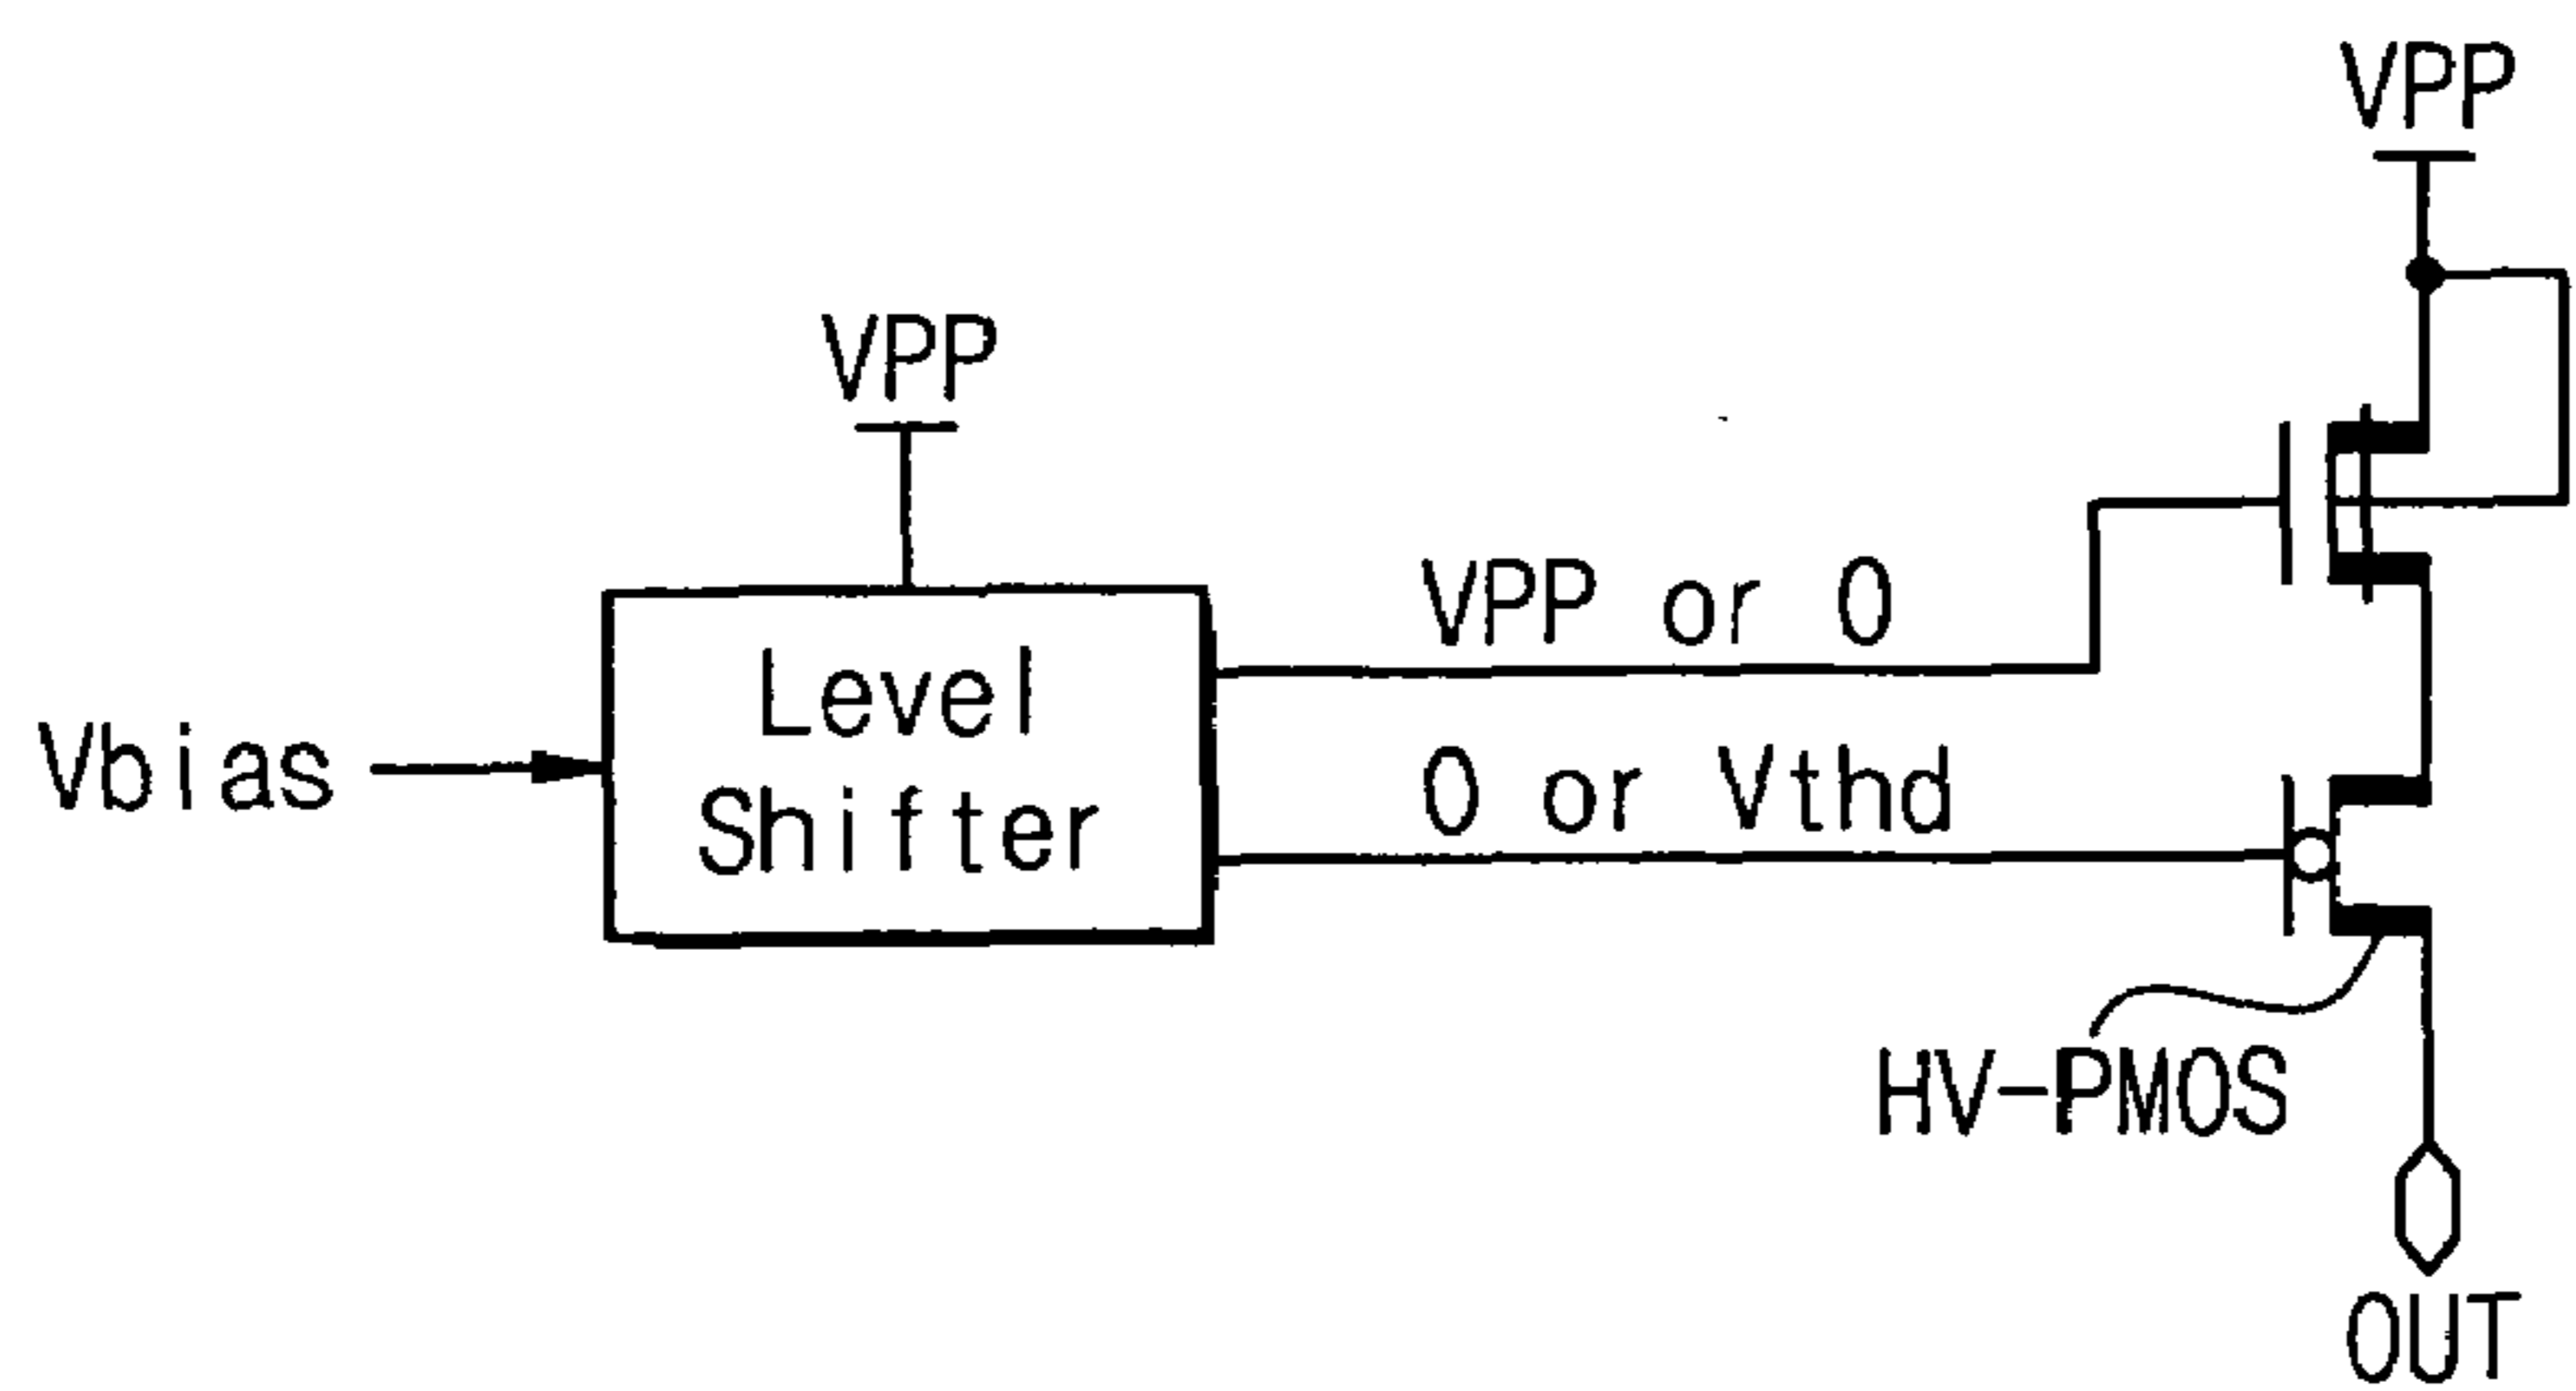 VPP
VPP
VPP or 0
Level
Shifter
Vbias
0 or Vthd
HV-PMOS
OUT